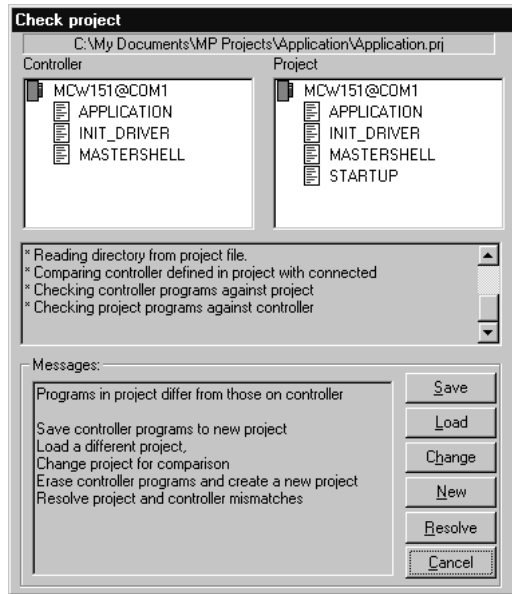 Check project
C:\My Documents\MP Projects\Application\Application.prj
Controller
Project
MCW151@COM1
APPLICATION
INIT_DRIVER
MASTERSHELL
MCW151@COM1
APPLICATION
INIT_DRIVER
MASTERSHELL
STARTUP
* Reading directory from project file.
* Comparing controller defined in project with connected
* Checking controller programs against project
* Checking project programs against controller
Messages:
Programs in project differ from those on controller
Save controller programs to new project
Load a different project,
Change project for comparison
Erase controller programs and create a new project
Resolve project and controller mismatches
Save
Load
Change
New
Resolve
Cancel